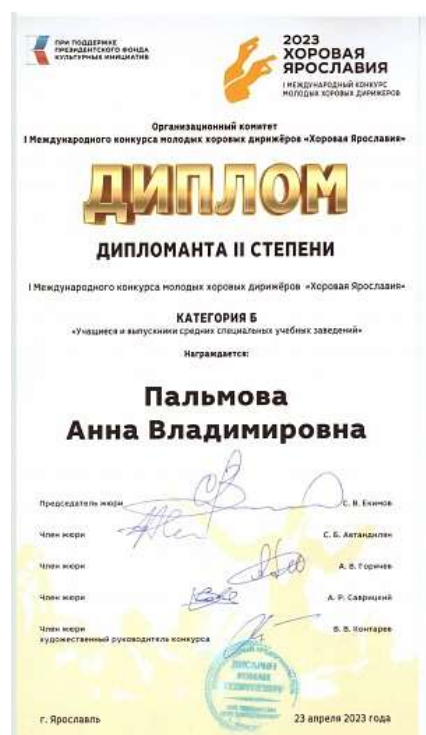 ПРИ ПОДДЕРЖКЕ
ПРЕЗИДЕНТСКОГО ФОНДА
КУЛЬТУРНЫХ ИНИЦИАТИВ
2023
ХОРОВАЯ
ЯРОСЛАВИЯ
I МЕЖДУНАРОДНЫЙ КОНКУРС
МОЛОДЫХ ХОРОВЫХ ДИРИЖЕРОВ
Организационный комитет
I Международного конкурса молодых хоровых дирижёров «Хоровая Ярославия»
ДИПЛОМ
ДИПЛОМАНТА II СТЕПЕНИ
I Международного конкурса молодых хоровых дирижёров «Хоровая Ярославия»
КАТЕГОРИЯ Б
«Учащиеся и выпускники средних специальных учебных заведений»
Награждается:
Пальмова
Анна Владимировна
Председатель жюри С. В. Екимов
Член жюри С. Б. Автандилян
Член жюри А. В. Горичев
Член жюри А. Р. Саврицкий
Член жюри
художественный руководитель конкурса В. В. Контарев
г. Ярославль 23 апреля 2023 года